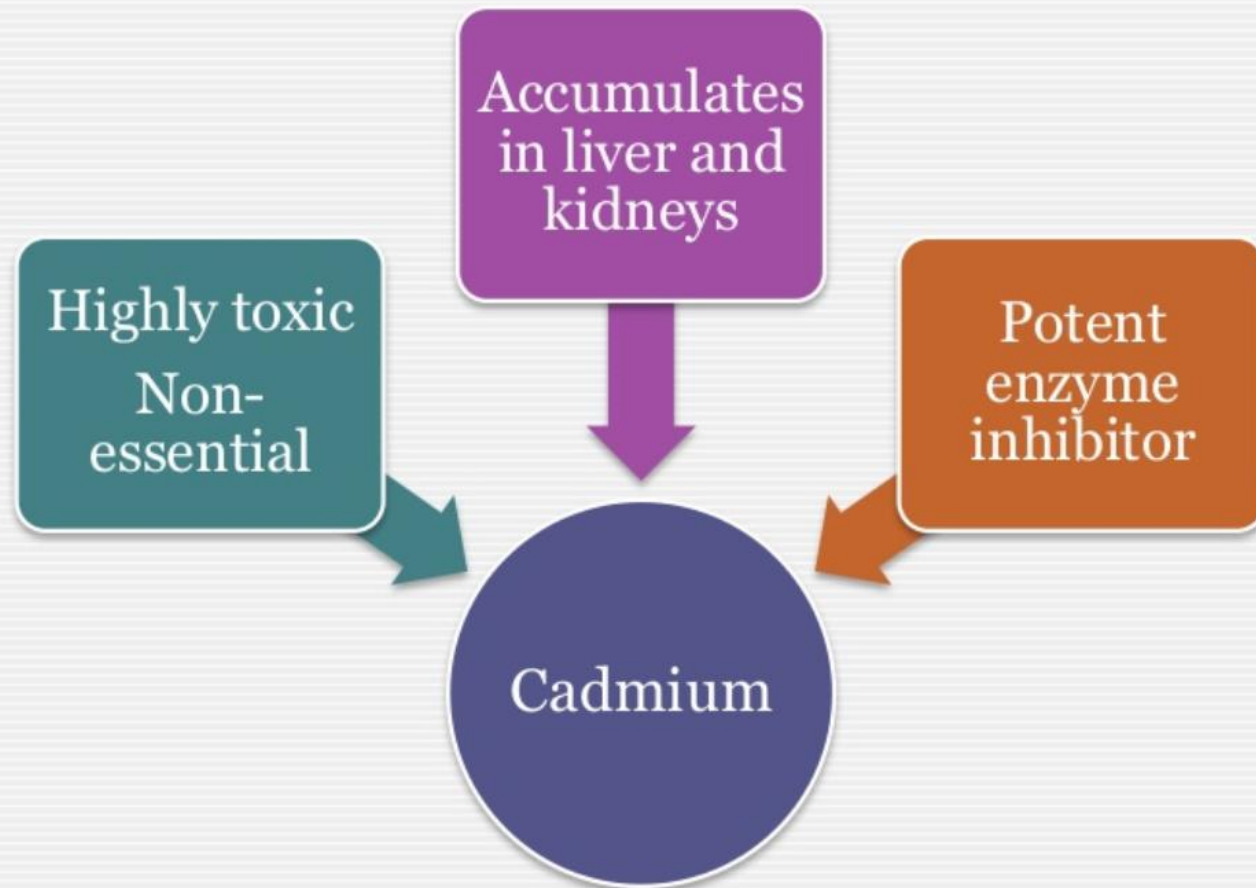 Accumulates
in liver and
kidneys
Highly toxic
Non-
essential
Potent
enzyme
inhibitor
Cadmium